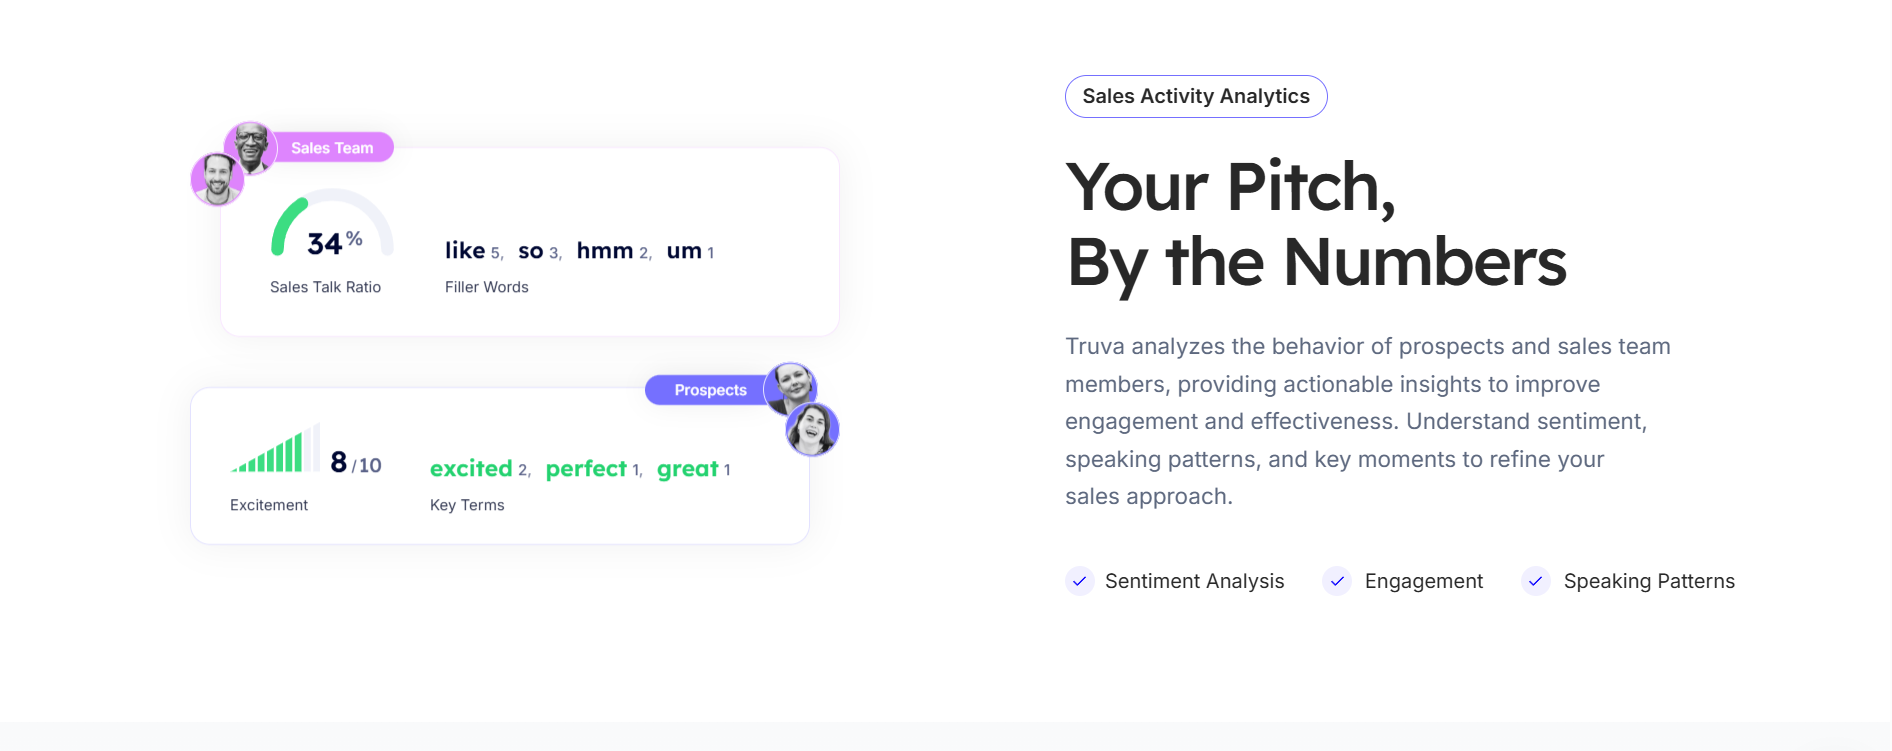 Sales Team
34%
Sales Talk Ratio
like 5, so 3, hmm 2, um 1
Filler Words
Prospects
8 /10
Excitement
excited 2, perfect 1, great 1
Key Terms
Sales Activity Analytics
Your Pitch,
By the Numbers
Truva analyzes the behavior of prospects and sales team
members, providing actionable insights to improve
engagement and effectiveness. Understand sentiment,
speaking patterns, and key moments to refine your
sales approach.
Sentiment Analysis
Engagement
Speaking Patterns